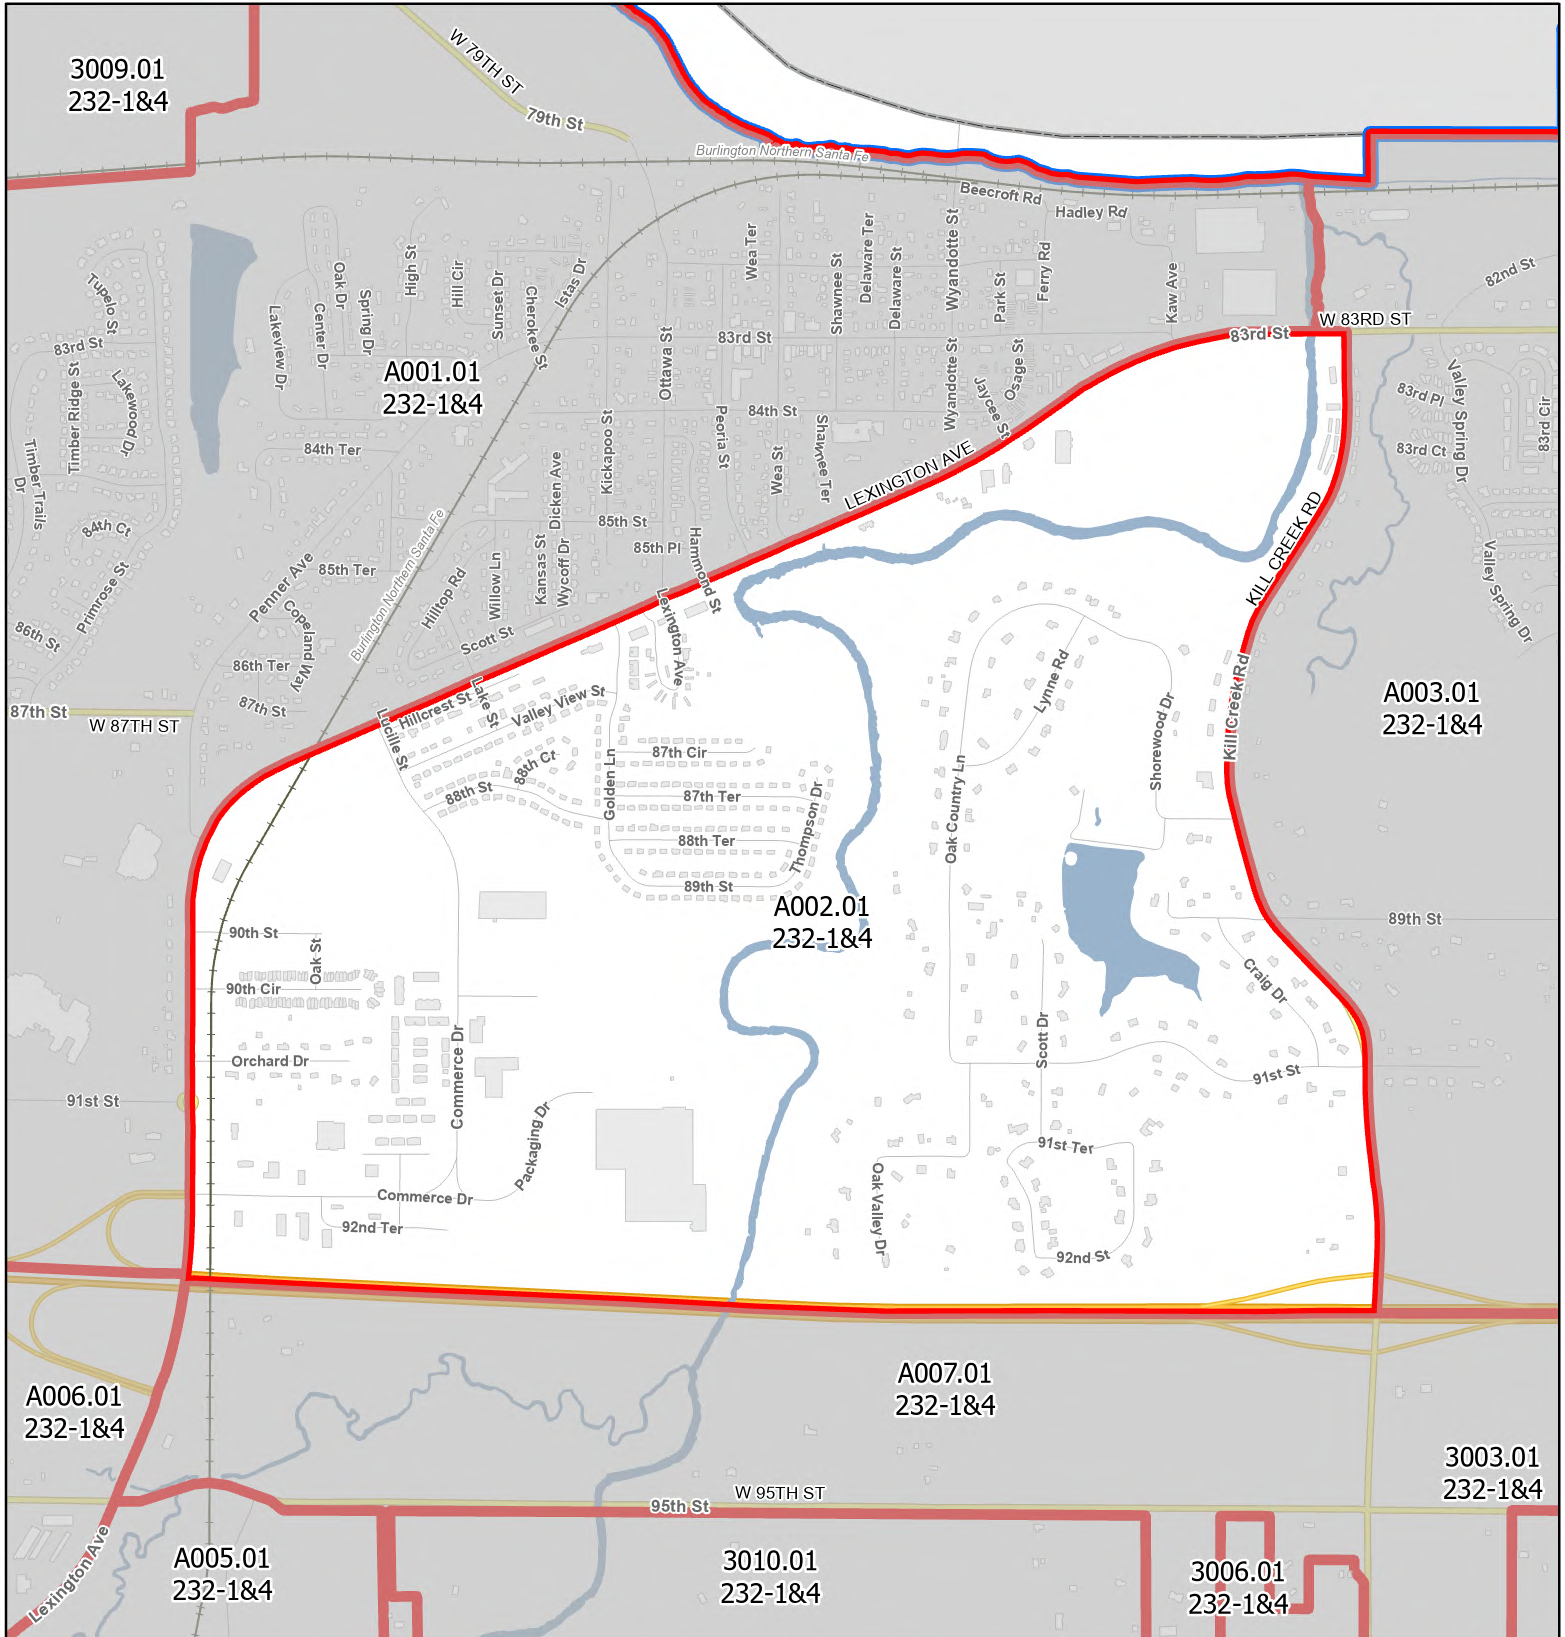 3009.01
232-1&4
W 79TH ST
79th St
Burlington Northern Santa Fe
Beecroft Rd
Hadley Rd
Tupelo St
83rd St
Timber Ridge St
Lakewood Dr
Timber Trails
Dr
84th Ct
Primrose St
86th St
87th St
W 87TH ST
Lakeview Dr
Center Dr
Oak Dr
Spring Dr
High St
Hill Cir
Sunset Dr
Cherokee St
Istas Dr
A001.01
232-1&4
84th Ter
Penner Ave
85th Ter
Copeland Way
86th Ter
87th St
Burlington Northern Santa Fe
Hilltop Rd
Willow Ln
Scott St
Kansas St
Dicken Ave
Wycoff Dr
Kickapoo St
85th St
85th Pl
Hammond St
Ottawa St
Peoria St
Wea Ter
83rd St
84th St
Wea St
Shawnee St
Shawnee Ter
Delaware Ter
Delaware St
Wyandotte St
Wyandotte St
Park St
Ferry Rd
Jaycee St
Osage St
Kaw Ave
83rd St
W 83RD ST
82nd St
83rd Pl
83rd Ct
Valley Spring Dr
83rd Cir
Valley Spring Dr
LEXINGTON AVE
KILL CREEK RD
Kill Creek Rd
A003.01
232-1&4
Lexington Ave
Hillcrest St
Lake St
Valley View St
Lucille St
88th Ct
88th St
Golden Ln
87th Cir
87th Ter
88th Ter
89th St
Thompson Dr
Lynne Rd
Oak Country Ln
Shorewood Dr
A002.01
232-1&4
89th St
Craig Dr
90th St
Oak St
90th Cir
Orchard Dr
91st St
Commerce Dr
Packaging Dr
Commerce Dr
92nd Ter
Scott Dr
91st St
91st Ter
Oak Valley Dr
92nd St
A006.01
232-1&4
A007.01
232-1&4
3003.01
232-1&4
W 95TH ST
95th St
Lexington Ave
A005.01
232-1&4
3010.01
232-1&4
3006.01
232-1&4